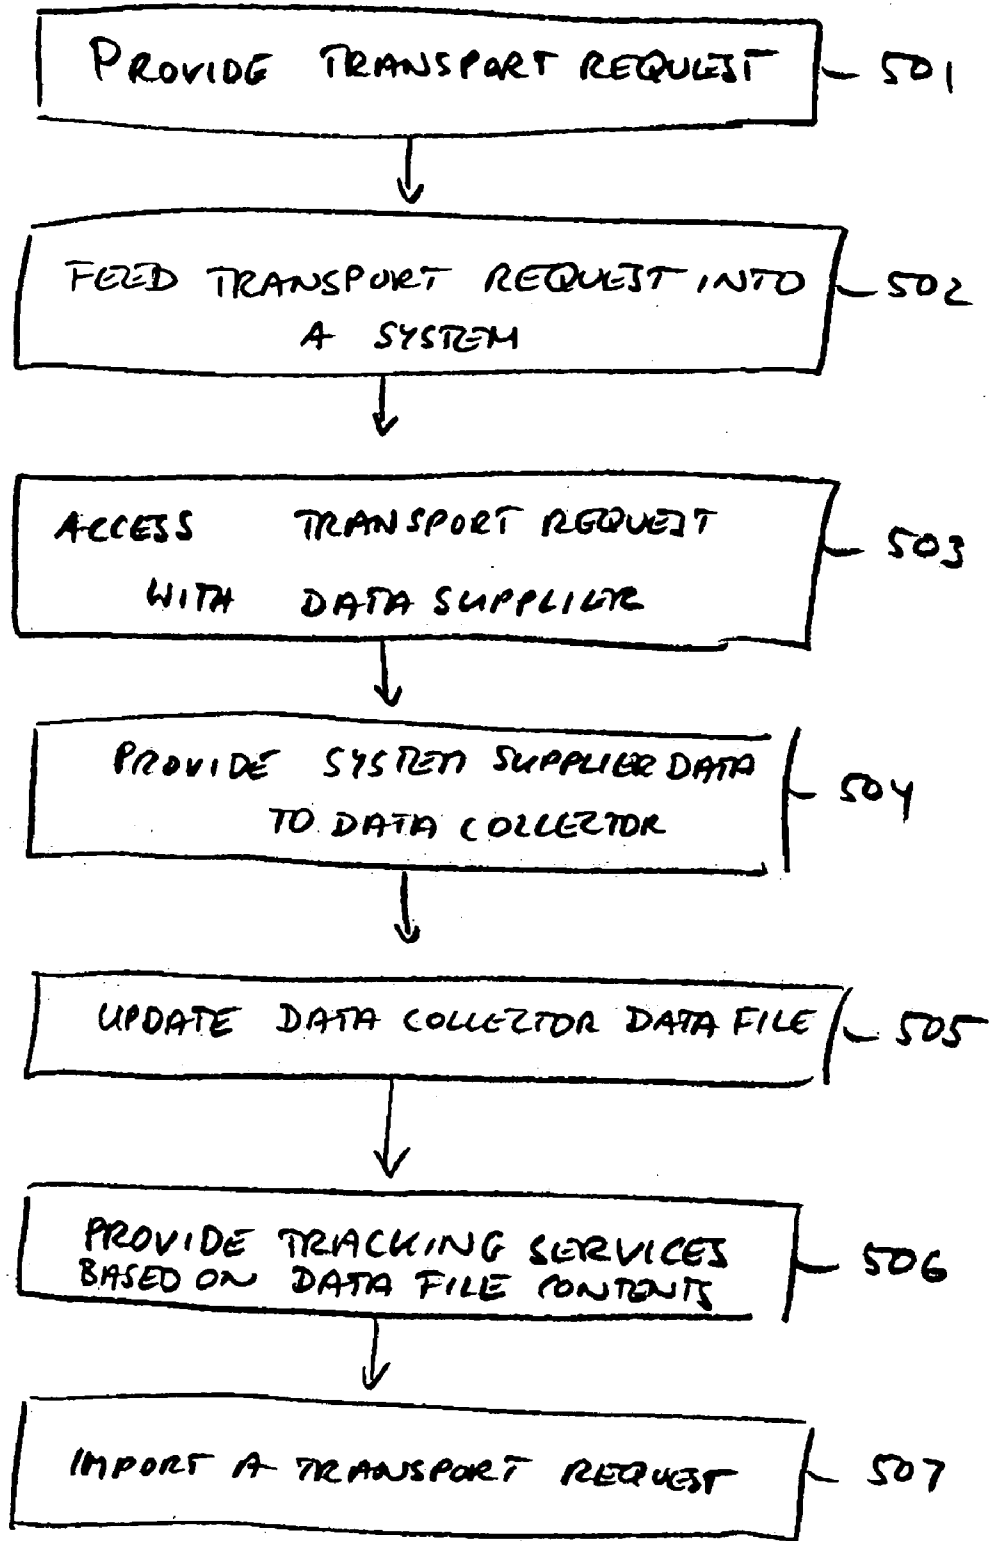 PROVIDE TRANSPORT REQUEST 501
FEED TRANSPORT REQUEST INTO 502
A SYSTEM
ACCESS TRANSPORT REQUEST 503
WITH DATA SUPPLIER
PROVIDE SYSTEM SUPPLIER DATA 504
TO DATA COLLECTOR
UPDATE DATA COLLECTOR DATA FILE 505
PROVIDE TRACKING SERVICES 506
BASED ON DATA FILE CONTENTS
IMPORT A TRANSPORT REQUEST 507